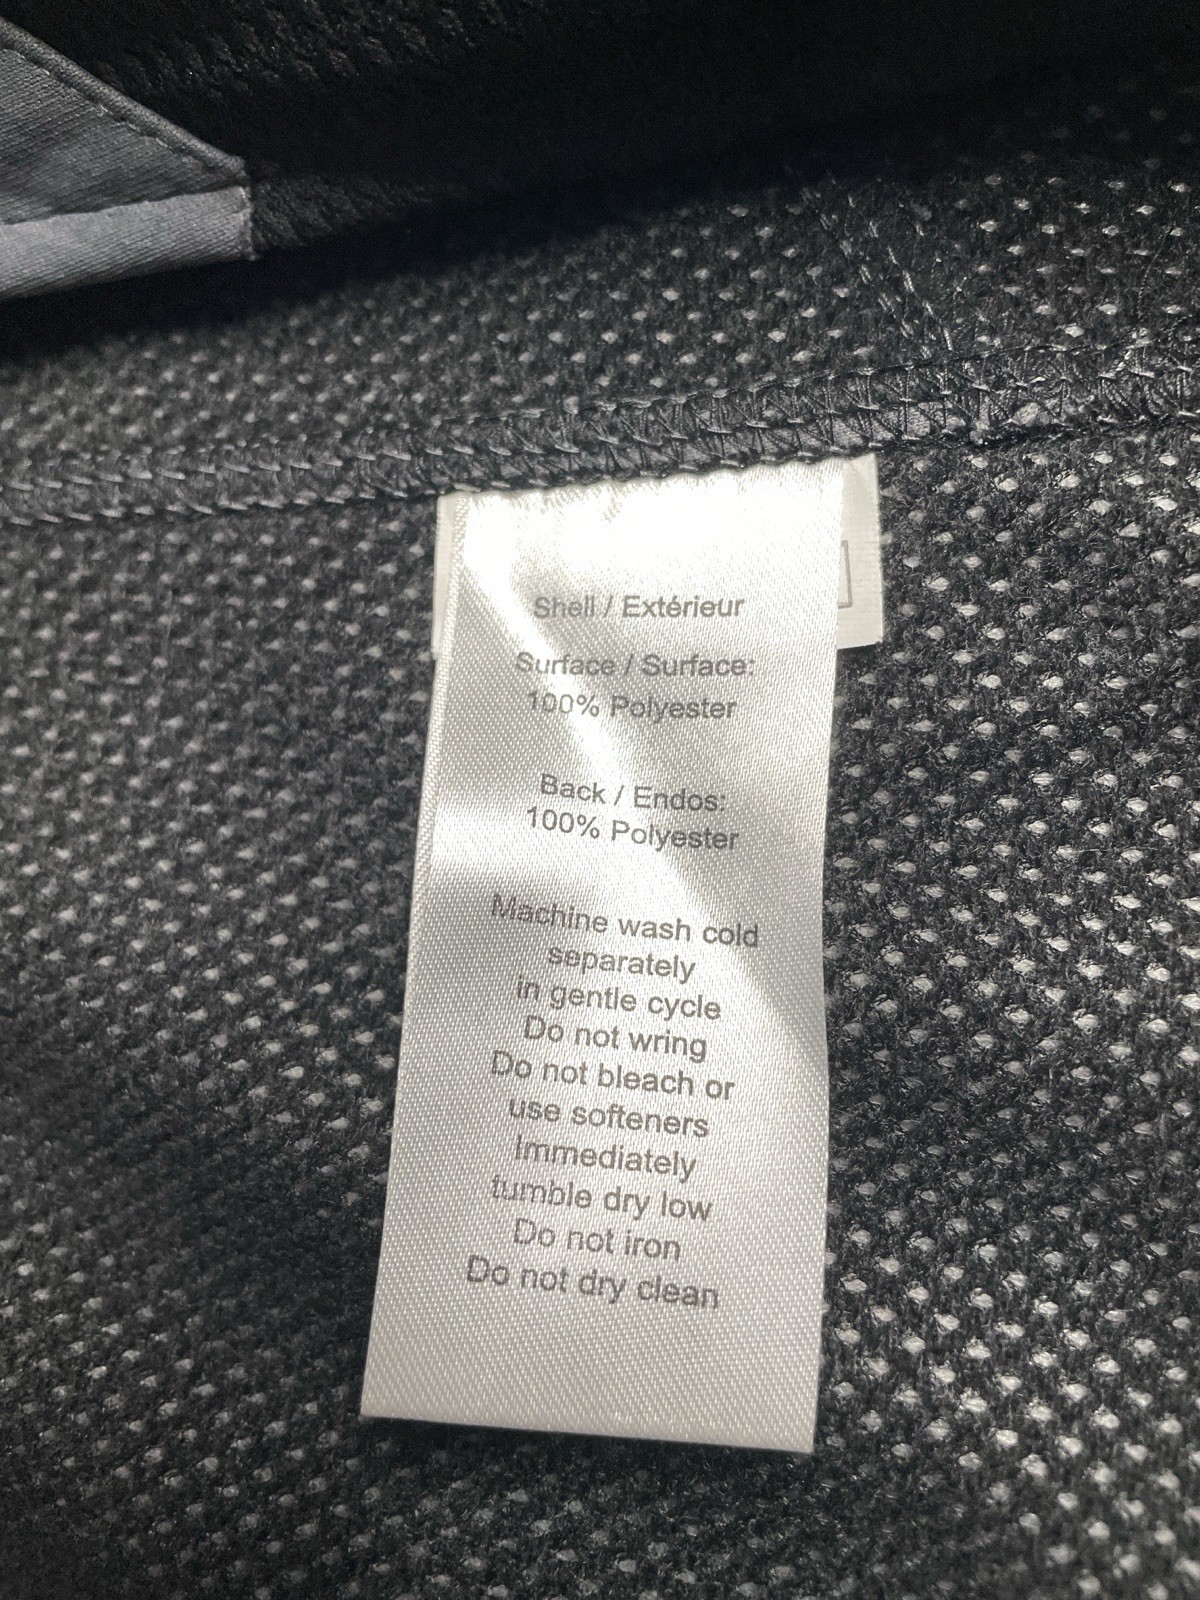 Shell / Extérieur
Surface / Surface:
100% Polyester
Back / Endos:
100% Polyester
Machine wash cold
separately
in gentle cycle
Do not wring
Do not bleach or
use softeners
Immediately
tumble dry low
Do not iron
Do not dry clean